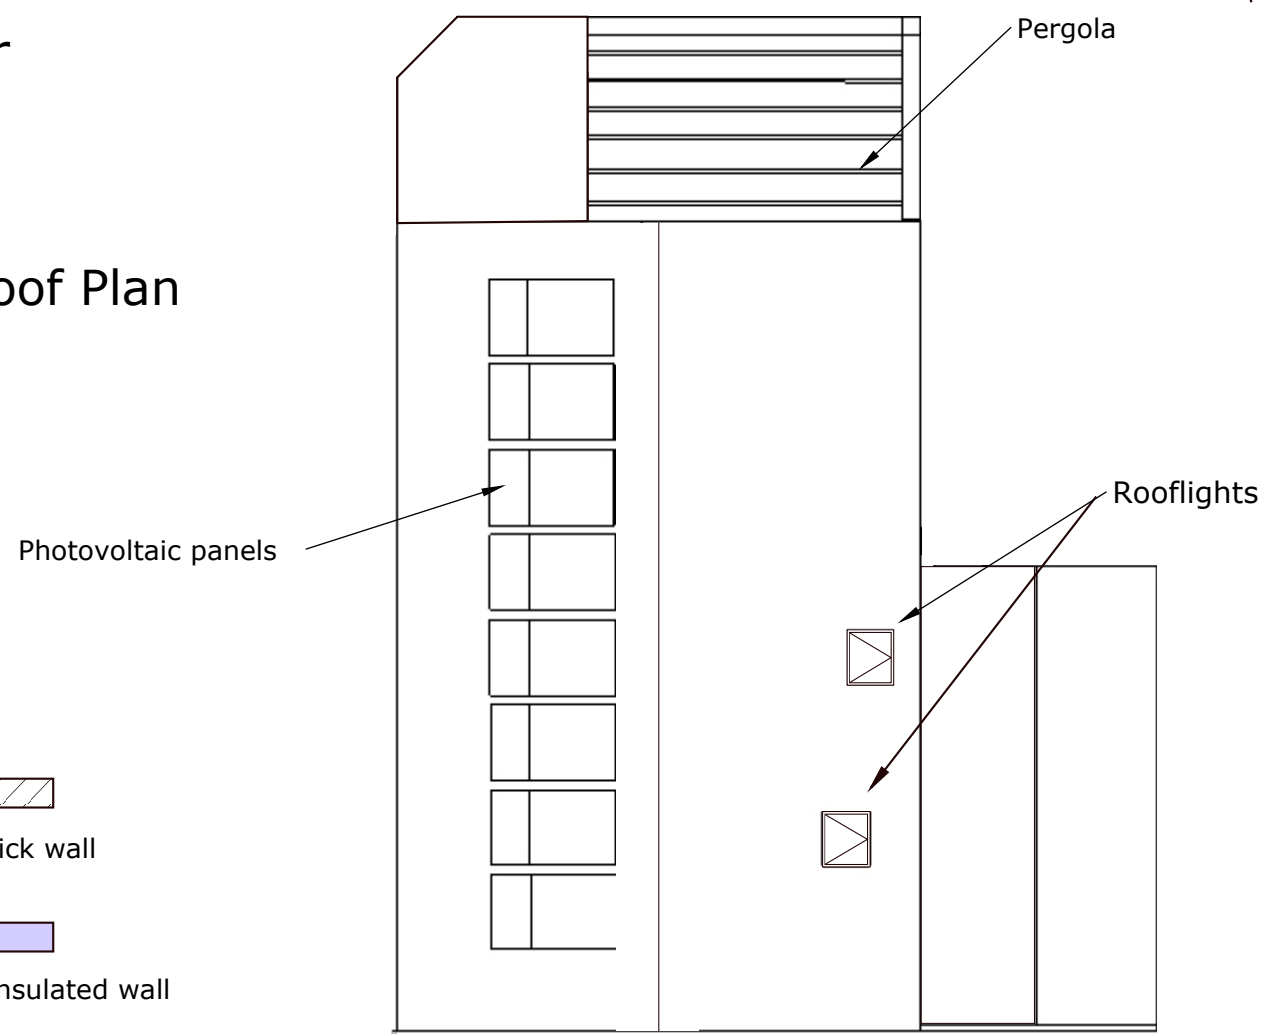 Pergola
r
oof Plan
Rooflights
Photovoltaic panels
ick wall
nsulated wall